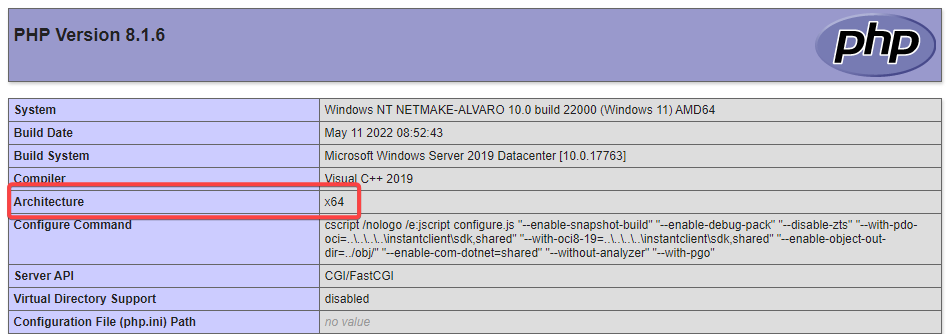 PHP Version 8.1.6
php
System Windows NT NETMAKE-ALVARO 10.0 build 22000 (Windows 11) AMD64
Build Date May 11 2022 08:52:43
Build System Microsoft Windows Server 2019 Datacenter [10.0.17763]
Compiler Visual C++ 2019
Architecture x64
Configure Command cscript /nologo /e:jscript configure.js "--enable-snapshot-build" "--enable-debug-pack" "--disable-zts" "--with-pdo-
oci=..\..\..\..\instantclient\sdk,shared" "--with-oci8-19=..\..\..\..\instantclient\sdk,shared" "--enable-object-out-
dir=../obj/" "--enable-com-dotnet=shared" "--without-analyzer" "--with-pgo"
Server API CGI/FastCGI
Virtual Directory Support disabled
Configuration File (php.ini) Path no value